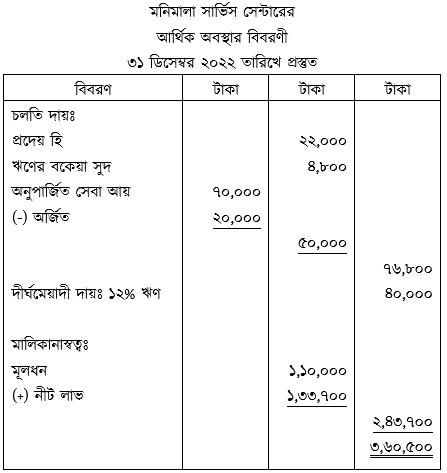 মনিমালা সার্ভিস সেন্টারের
আর্থিক অবস্থার বিবরণী
৩১ ডিসেম্বর ২০২২ তারিখে প্রস্তুত
বিবরণ টাকা টাকা টাকা
চলতি দায়ঃ
প্রদেয় হি ২২,০০০
ঋণের বকেয়া সুদ ৪,৮০০
অনুপার্জিত সেবা আয় ৭০,০০০
(-) অর্জিত ২০,০০০
৫০,০০০
৭৬,৮০০
দীর্ঘমেয়াদী দায়ঃ ১২% ঋণ ৪০,০০০
মালিকানাস্বত্বঃ
মূলধন ১,১০,০০০
(+) নীট লাভ ১,৩৩,৭০০
২,৪৩,৭০০
৩,৬০,৫০০